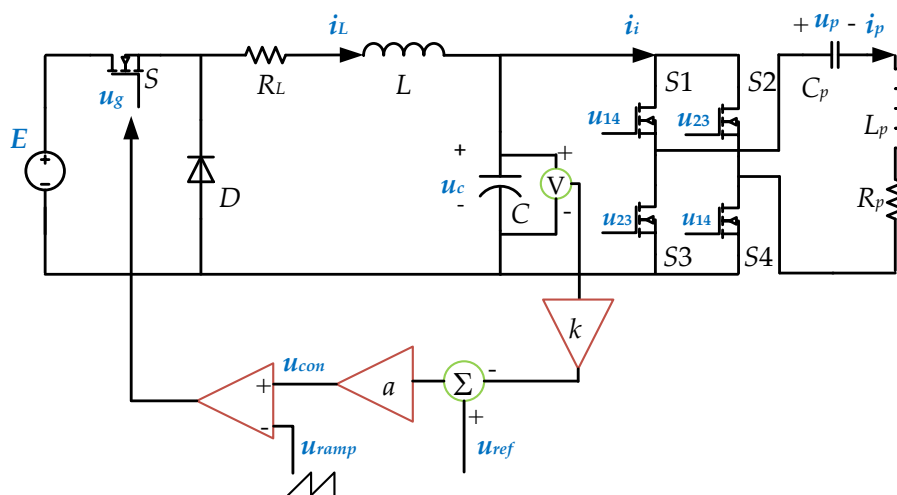 i_L
i_i
+ u_p - i_p
S
R_L
L
S1
S2
C_p
u_g
u_14
u_23
L_p
E
+
-
D
+
u_c
-
C
+
V
-
R_p
u_23
u_14
S3
S4
k
u_con
+
-
a
Σ
-
+
u_ramp
u_ref